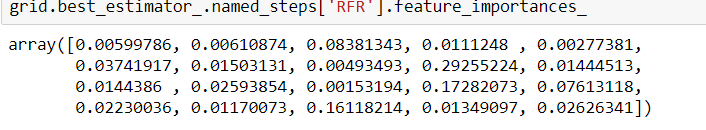 grid.best_estimator_.named_steps['RFR'].feature_importances_
array([0.00599786, 0.00610874, 0.08381343, 0.0111248 , 0.00277381,
0.03741917, 0.01503131, 0.00493493, 0.29255224, 0.01444513,
0.0144386 , 0.02593854, 0.00153194, 0.17282073, 0.07613118,
0.02230036, 0.01170073, 0.16118214, 0.01349097, 0.02626341])